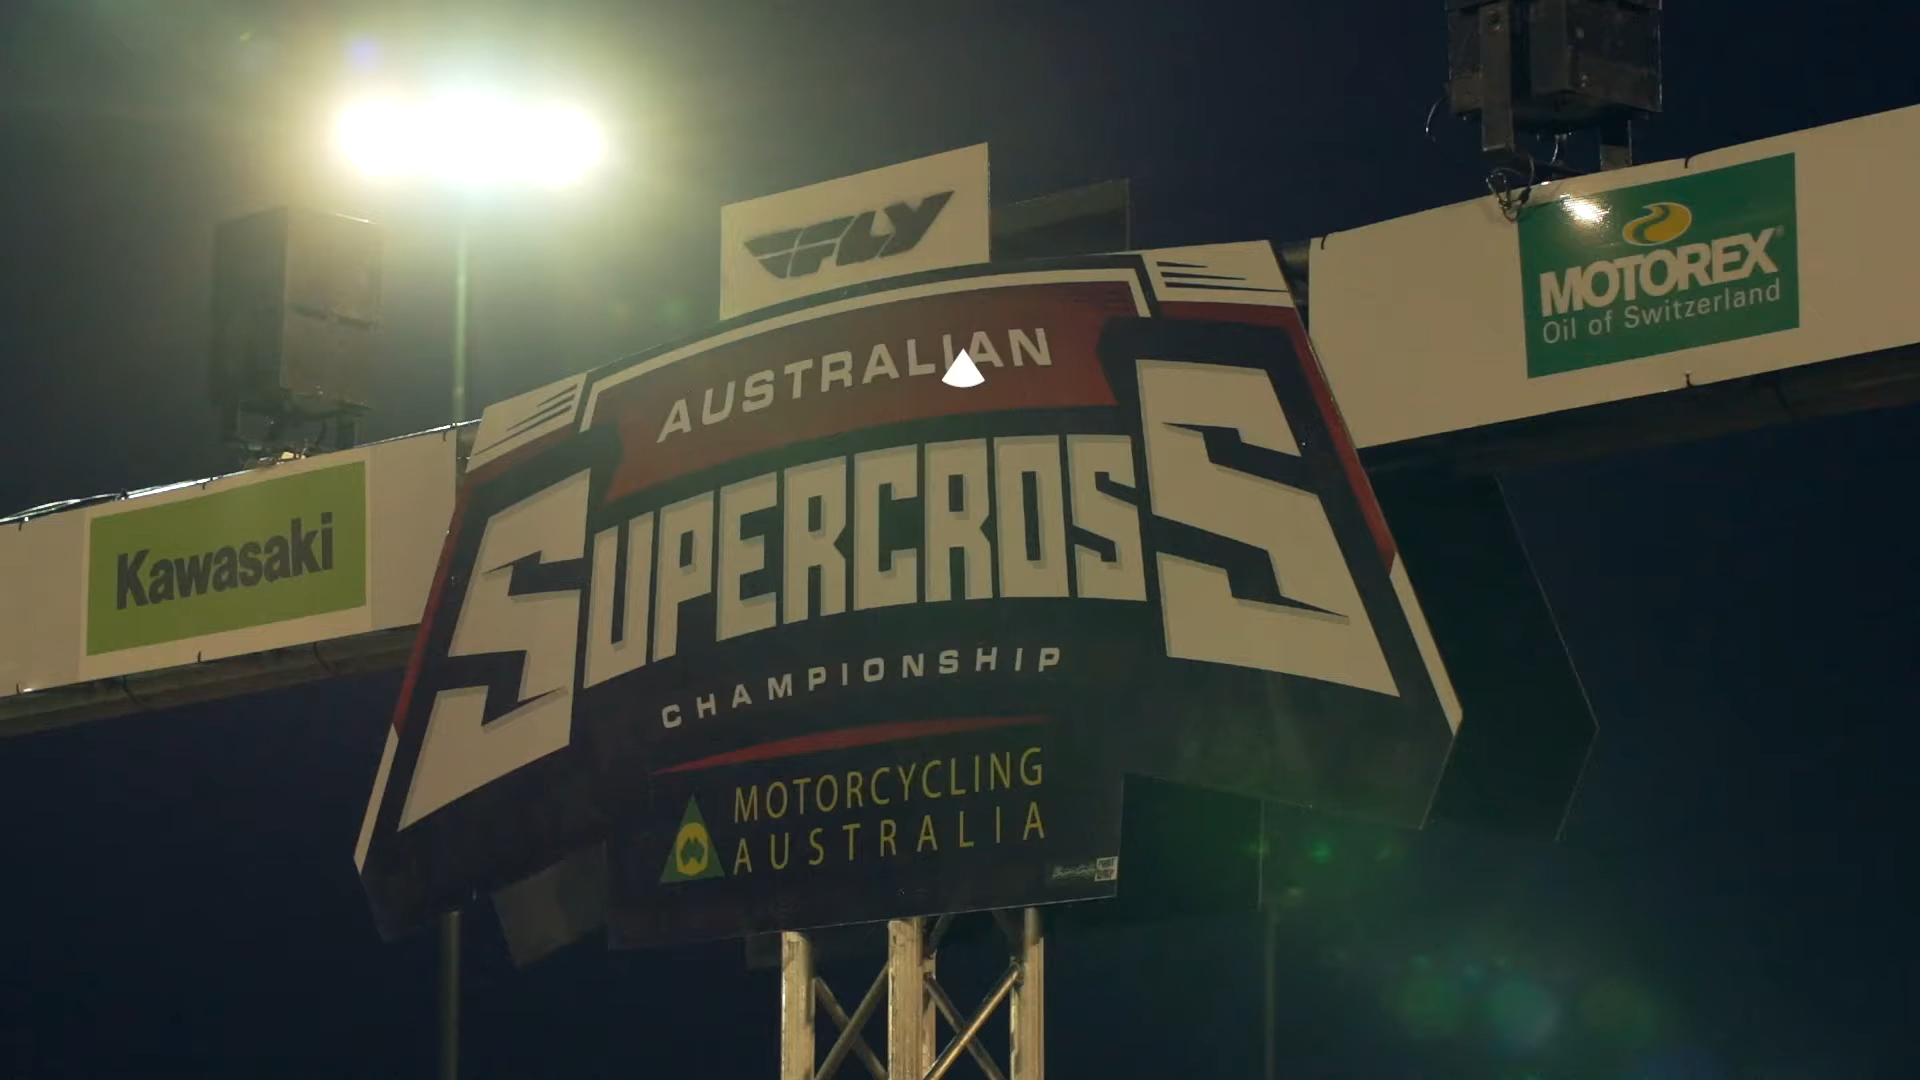 FLY
MOTOREX
Oil of Switzerland
AUSTRALIAN
SUPERCROSS
Kawasaki
CHAMPIONSHIP
MOTORCYCLING
AUSTRALIA